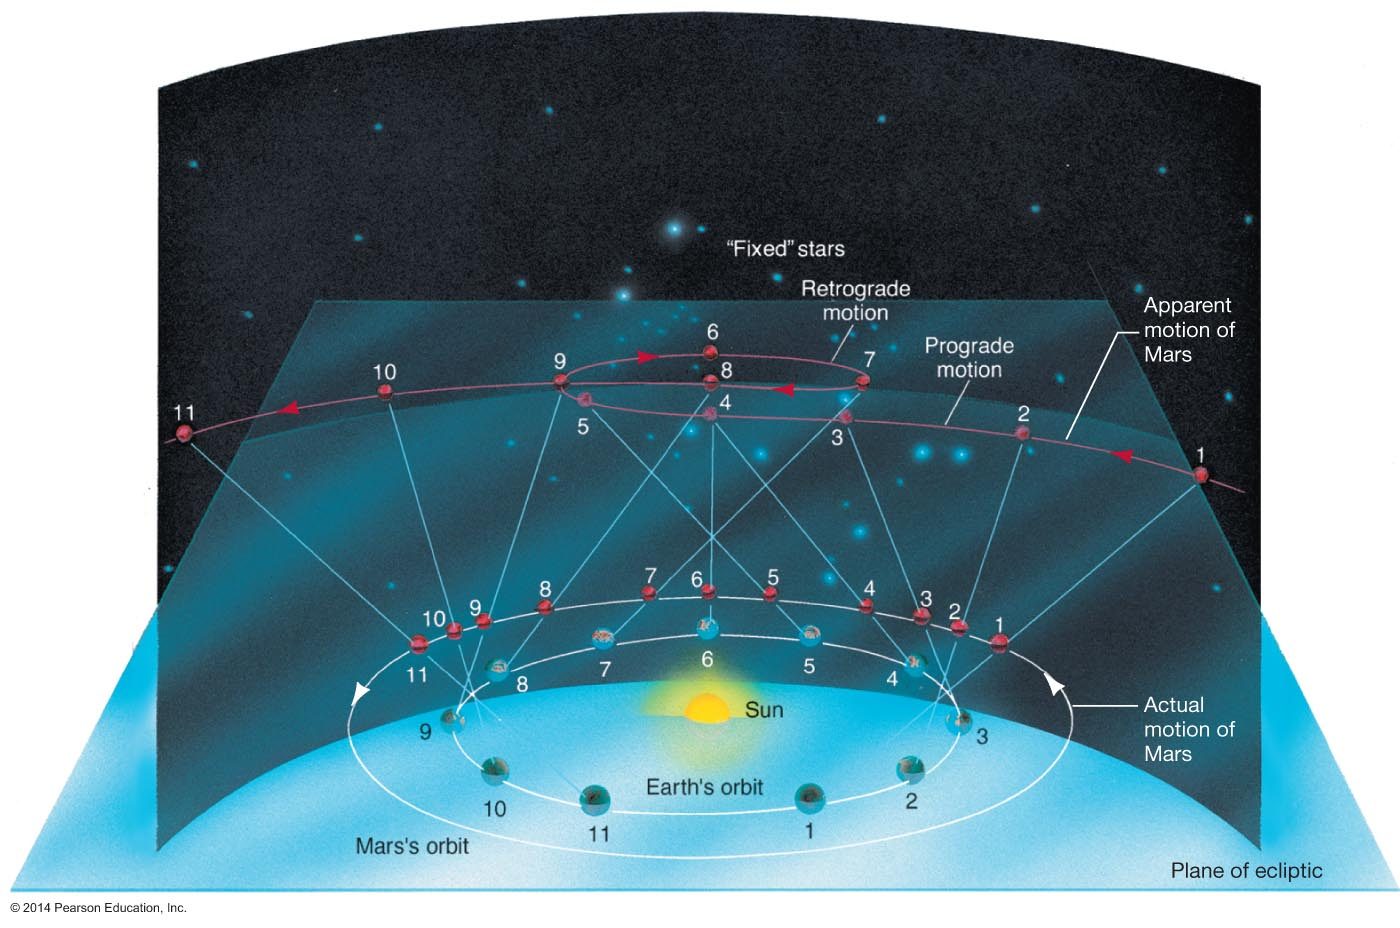 “Fixed” stars
Retrograde
motion
Apparent
motion of
Mars
6
Prograde
motion
9
7
10
8
11
4
2
5
3
1
7
6
5
8
4
9
3
10
2
1
11
6
5
7
4
8
Sun
Actual
motion of
Mars
9
3
Earth's orbit
10
2
11
1
Mars's orbit
Plane of ecliptic
© 2014 Pearson Education, Inc.